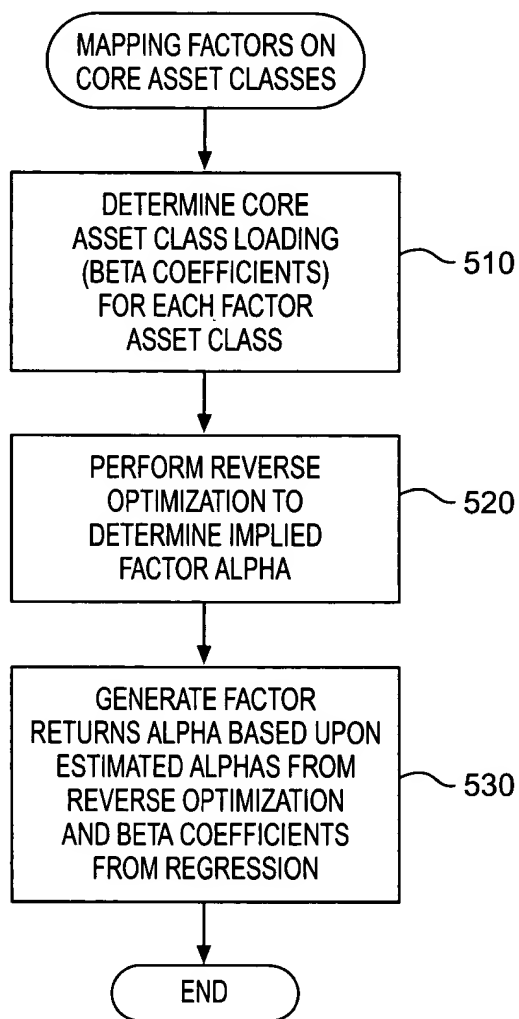 MAPPING FACTORS ON
CORE ASSET CLASSES
DETERMINE CORE
ASSET CLASS LOADING
(BETA COEFFICIENTS)
FOR EACH FACTOR
ASSET CLASS
510
PERFORM REVERSE
OPTIMIZATION TO
DETERMINE IMPLIED
FACTOR ALPHA
520
GENERATE FACTOR
RETURNS ALPHA BASED UPON
ESTIMATED ALPHAS FROM
REVERSE OPTIMIZATION
AND BETA COEFFICIENTS
FROM REGRESSION
530
END